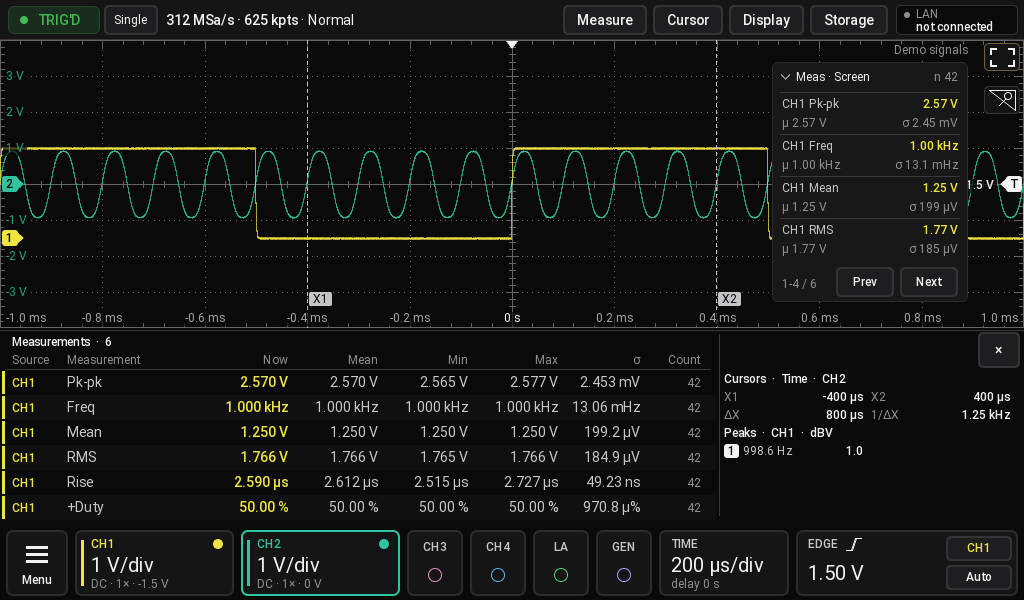 TRIG'D Single 312 MSa/s · 625 kpts · Normal Measure Cursor Display Storage LAN
not connected
Demo signals
3 V
2 V
1 V
-1 V
-2 V
-3 V
2
1
Meas · Screen n 42
CH1 Pk-pk 2.57 V
μ 2.57 V σ 2.45 mV
CH1 Freq 1.00 kHz
μ 1.00 kHz σ 13.1 mHz
CH1 Mean 1.25 V
μ 1.25 V σ 199 μV
CH1 RMS 1.77 V
μ 1.77 V σ 185 μV
1-4 / 6 Prev Next
1.5 V T
X1 X2
-1.0 ms -0.8 ms -0.6 ms -0.4 ms -0.2 ms 0 s 0.2 ms 0.4 ms 0.6 ms 0.8 ms 1.0 ms
Measurements · 6
Source Measurement Now Mean Min Max σ Count
CH1 Pk-pk 2.570 V 2.570 V 2.565 V 2.577 V 2.453 mV 42
CH1 Freq 1.000 kHz 1.000 kHz 1.000 kHz 1.000 kHz 13.06 mHz 42
CH1 Mean 1.250 V 1.250 V 1.250 V 1.250 V 199.2 μV 42
CH1 RMS 1.766 V 1.766 V 1.765 V 1.766 V 184.9 μV 42
CH1 Rise 2.590 μs 2.612 μs 2.515 μs 2.727 μs 49.23 ns 42
CH1 +Duty 50.00 % 50.00 % 50.00 % 50.00 % 970.8 μ% 42
×
Cursors · Time · CH2
X1 -400 μs X2 400 μs
ΔX 800 μs 1/ΔX 1.25 kHz
Peaks · CH1 · dBV
1 998.6 Hz 1.0
Menu
CH1
1 V/div
DC · 1× · -1.5 V
CH2
1 V/div
DC · 1× · 0 V
CH3
CH4
LA
GEN
TIME
200 μs/div
delay 0 s
EDGE
1.50 V
CH1
Auto